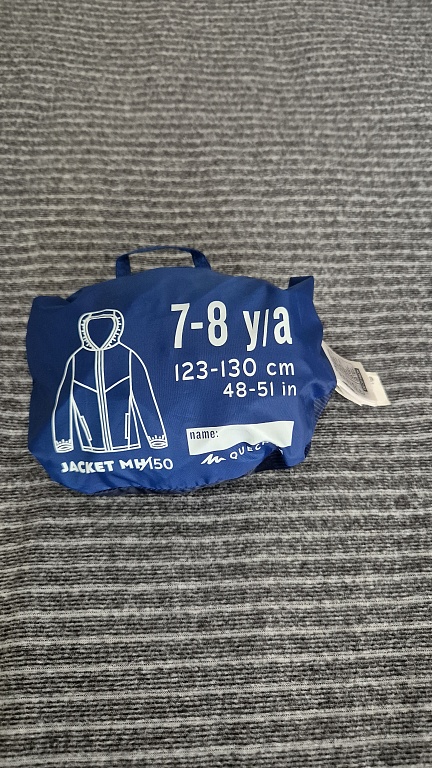 7-8 y/a
123-130 cm
48-51 in
name:
JACKET MH150